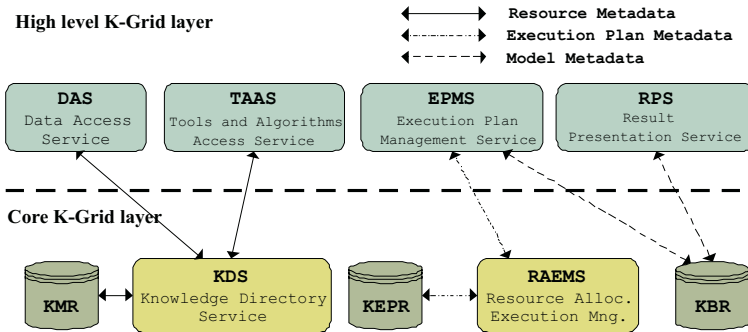 High level K-Grid layer
Resource Metadata
Execution Plan Metadata
Model Metadata
DAS
Data Access
Service
TAAS
Tools and Algorithms
Access Service
EPMS
Execution Plan
Management Service
RPS
Result
Presentation Service
Core K-Grid layer
KMR
KDS
Knowledge Directory
Service
KEPR
RAEMS
Resource Alloc.
Execution Mng.
KBR